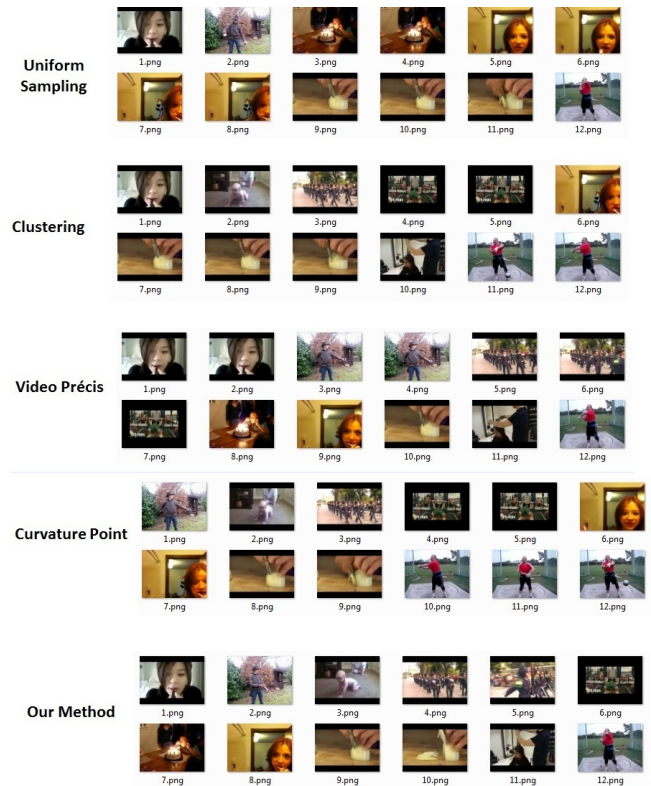 Uniform
Sampling
1.png 2.png 3.png 4.png 5.png 6.png
7.png 8.png 9.png 10.png 11.png 12.png
Clustering
1.png 2.png 3.png 4.png 5.png 6.png
7.png 8.png 9.png 10.png 11.png 12.png
Video Précis
1.png 2.png 3.png 4.png 5.png 6.png
7.png 8.png 9.png 10.png 11.png 12.png
Curvature Point
1.png 2.png 3.png 4.png 5.png 6.png
7.png 8.png 9.png 10.png 11.png 12.png
Our Method
1.png 2.png 3.png 4.png 5.png 6.png
7.png 8.png 9.png 10.png 11.png 12.png